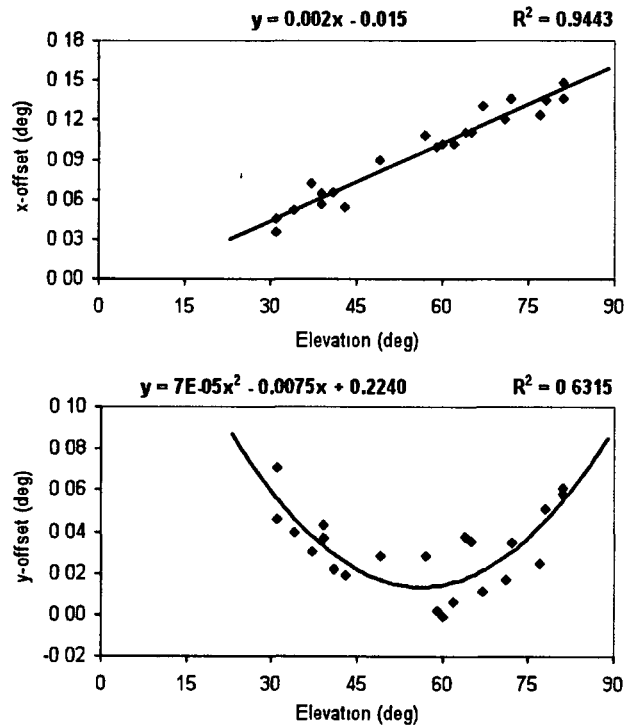 y = 0.002x - 0.015 R² = 0.9443
0 18
0 15
0 12
0 09
0 06
0 03
0 00
x-offset (deg)
0 15 30 45 60 75 90
Elevation (deg)
y = 7E-05x² - 0.0075x + 0.2240 R² = 0 6315
0 10
0 08
0 06
0 04
0 02
0 00
-0 02
y-offset (deg)
0 15 30 45 60 75 90
Elevation (deg)